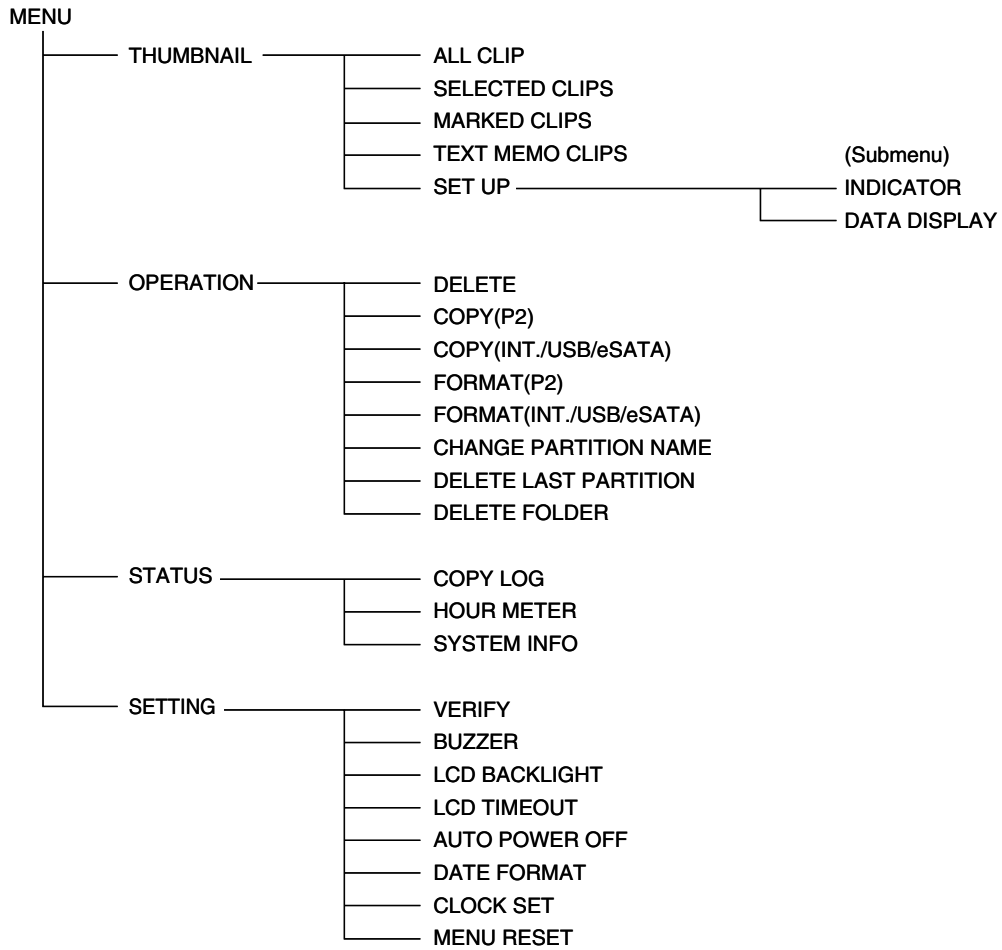 MENU
THUMBNAIL
ALL CLIP
SELECTED CLIPS
MARKED CLIPS
TEXT MEMO CLIPS
SET UP
(Submenu)
INDICATOR
DATA DISPLAY
OPERATION
DELETE
COPY(P2)
COPY(INT./USB/eSATA)
FORMAT(P2)
FORMAT(INT./USB/eSATA)
CHANGE PARTITION NAME
DELETE LAST PARTITION
DELETE FOLDER
STATUS
COPY LOG
HOUR METER
SYSTEM INFO
SETTING
VERIFY
BUZZER
LCD BACKLIGHT
LCD TIMEOUT
AUTO POWER OFF
DATE FORMAT
CLOCK SET
MENU RESET